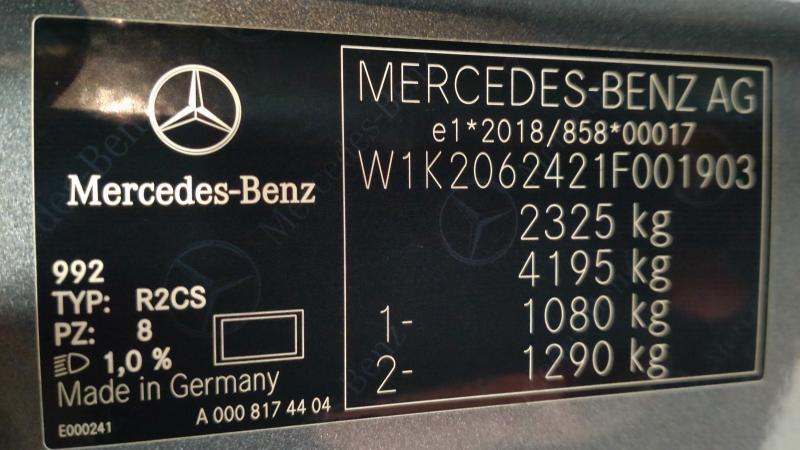 Mercedes-Benz
992
TYP: R2CS
PZ: 8
1,0 %
Made in Germany
A 000 817 44 04
E000241
MERCEDES-BENZ AG
e1*2018/858*00017
W1K2062421F001903
2325 kg
4195 kg
1- 1080 kg
2- 1290 kg